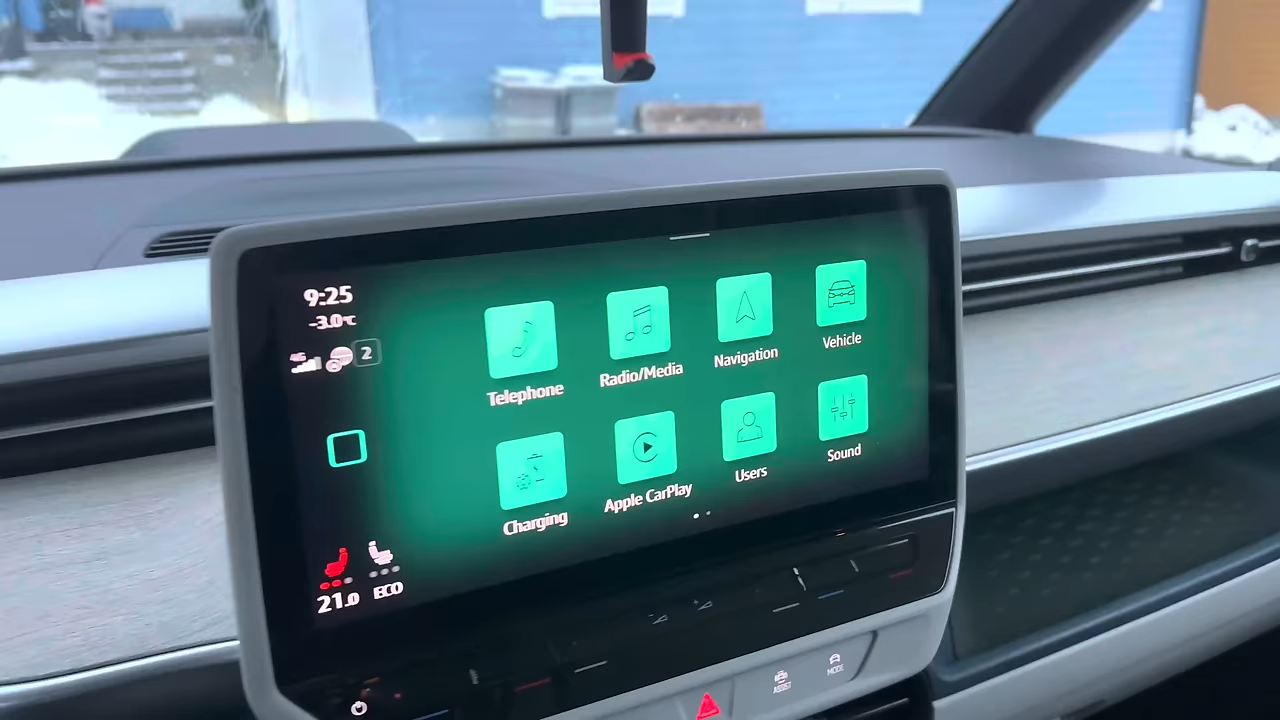 9:25
-3.0°C
4G
2
Telephone
Radio/Media
Navigation
Vehicle
Charging
Apple CarPlay
Users
Sound
21.0
ECO
ASSIST
MODE